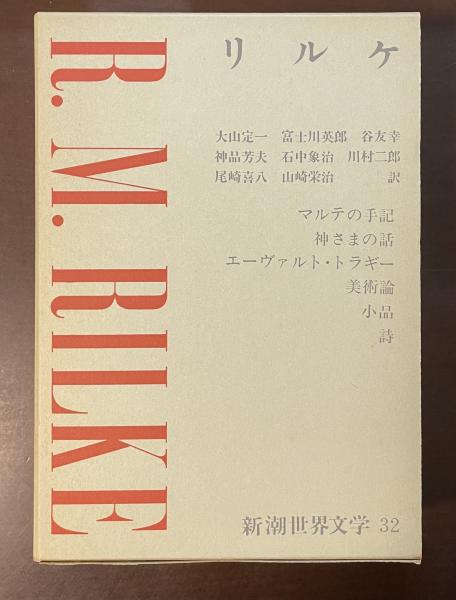 R. M. RILKE
リルケ
大山定一 富士川英郎 谷友幸
神品芳夫 石中象治 川村二郎
尾崎喜八 山崎栄治 訳
マルテの手記
神さまの話
エーヴァルト・トラギー
美術論
小品
詩
新潮世界文学 32